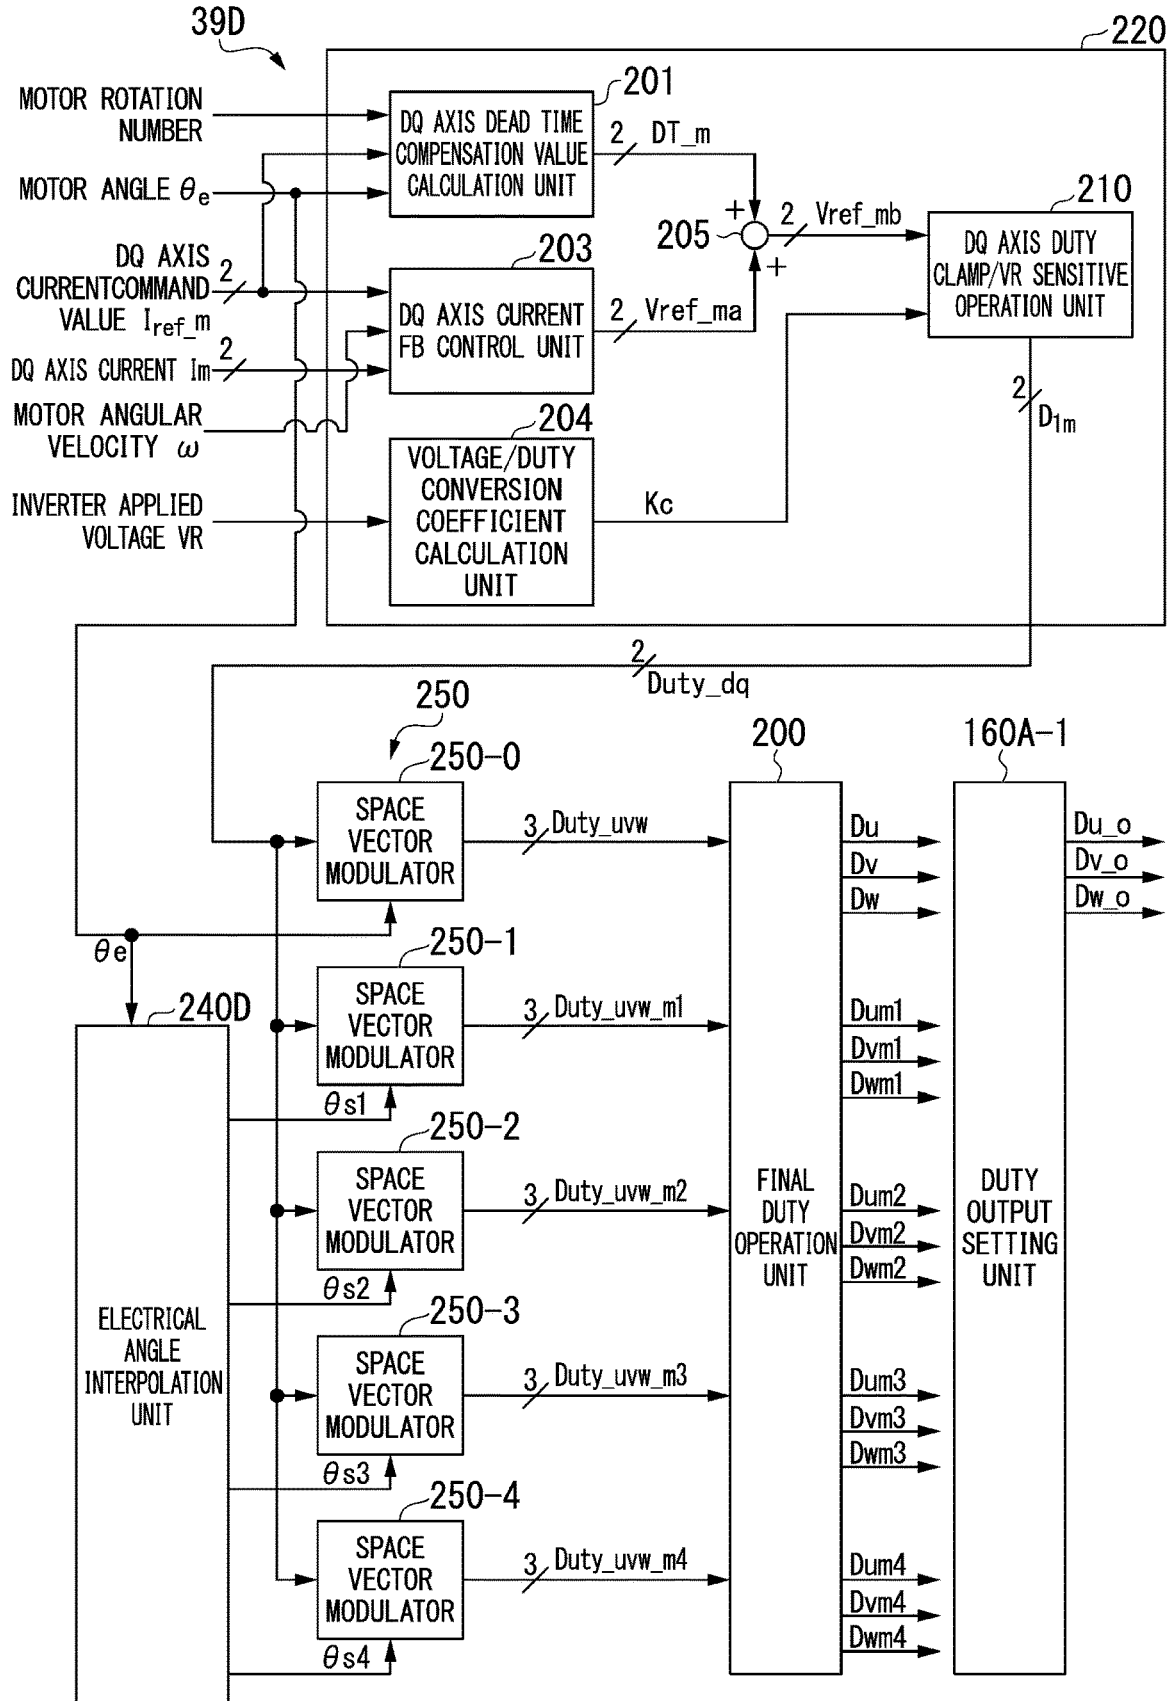 39D
220
MOTOR ROTATION
NUMBER
MOTOR ANGLE θe
DQ AXIS
CURRENTCOMMAND
VALUE Iref_m
2
DQ AXIS CURRENT Im
2
MOTOR ANGULAR
VELOCITY ω
INVERTER APPLIED
VOLTAGE VR
201
DQ AXIS DEAD TIME
COMPENSATION VALUE
CALCULATION UNIT
2
DT_m
203
DQ AXIS CURRENT
FB CONTROL UNIT
2
Vref_ma
204
VOLTAGE/DUTY
CONVERSION
COEFFICIENT
CALCULATION
UNIT
Kc
+
205
+
2
Vref_mb
210
DQ AXIS DUTY
CLAMP/VR SENSITIVE
OPERATION UNIT
2
D1m
2
Duty_dq
250
250-0
SPACE
VECTOR
MODULATOR
3
Duty_uvw
θe
240D
ELECTRICAL
ANGLE
INTERPOLATION
UNIT
250-1
SPACE
VECTOR
MODULATOR
3
Duty_uvw_m1
θs1
250-2
SPACE
VECTOR
MODULATOR
3
Duty_uvw_m2
θs2
250-3
SPACE
VECTOR
MODULATOR
3
Duty_uvw_m3
θs3
250-4
SPACE
VECTOR
MODULATOR
3
Duty_uvw_m4
θs4
200
FINAL
DUTY
OPERATION
UNIT
Du
Dv
Dw
Dum1
Dvm1
Dwm1
Dum2
Dvm2
Dwm2
Dum3
Dvm3
Dwm3
Dum4
Dvm4
Dwm4
160A-1
DUTY
OUTPUT
SETTING
UNIT
Du_o
Dv_o
Dw_o